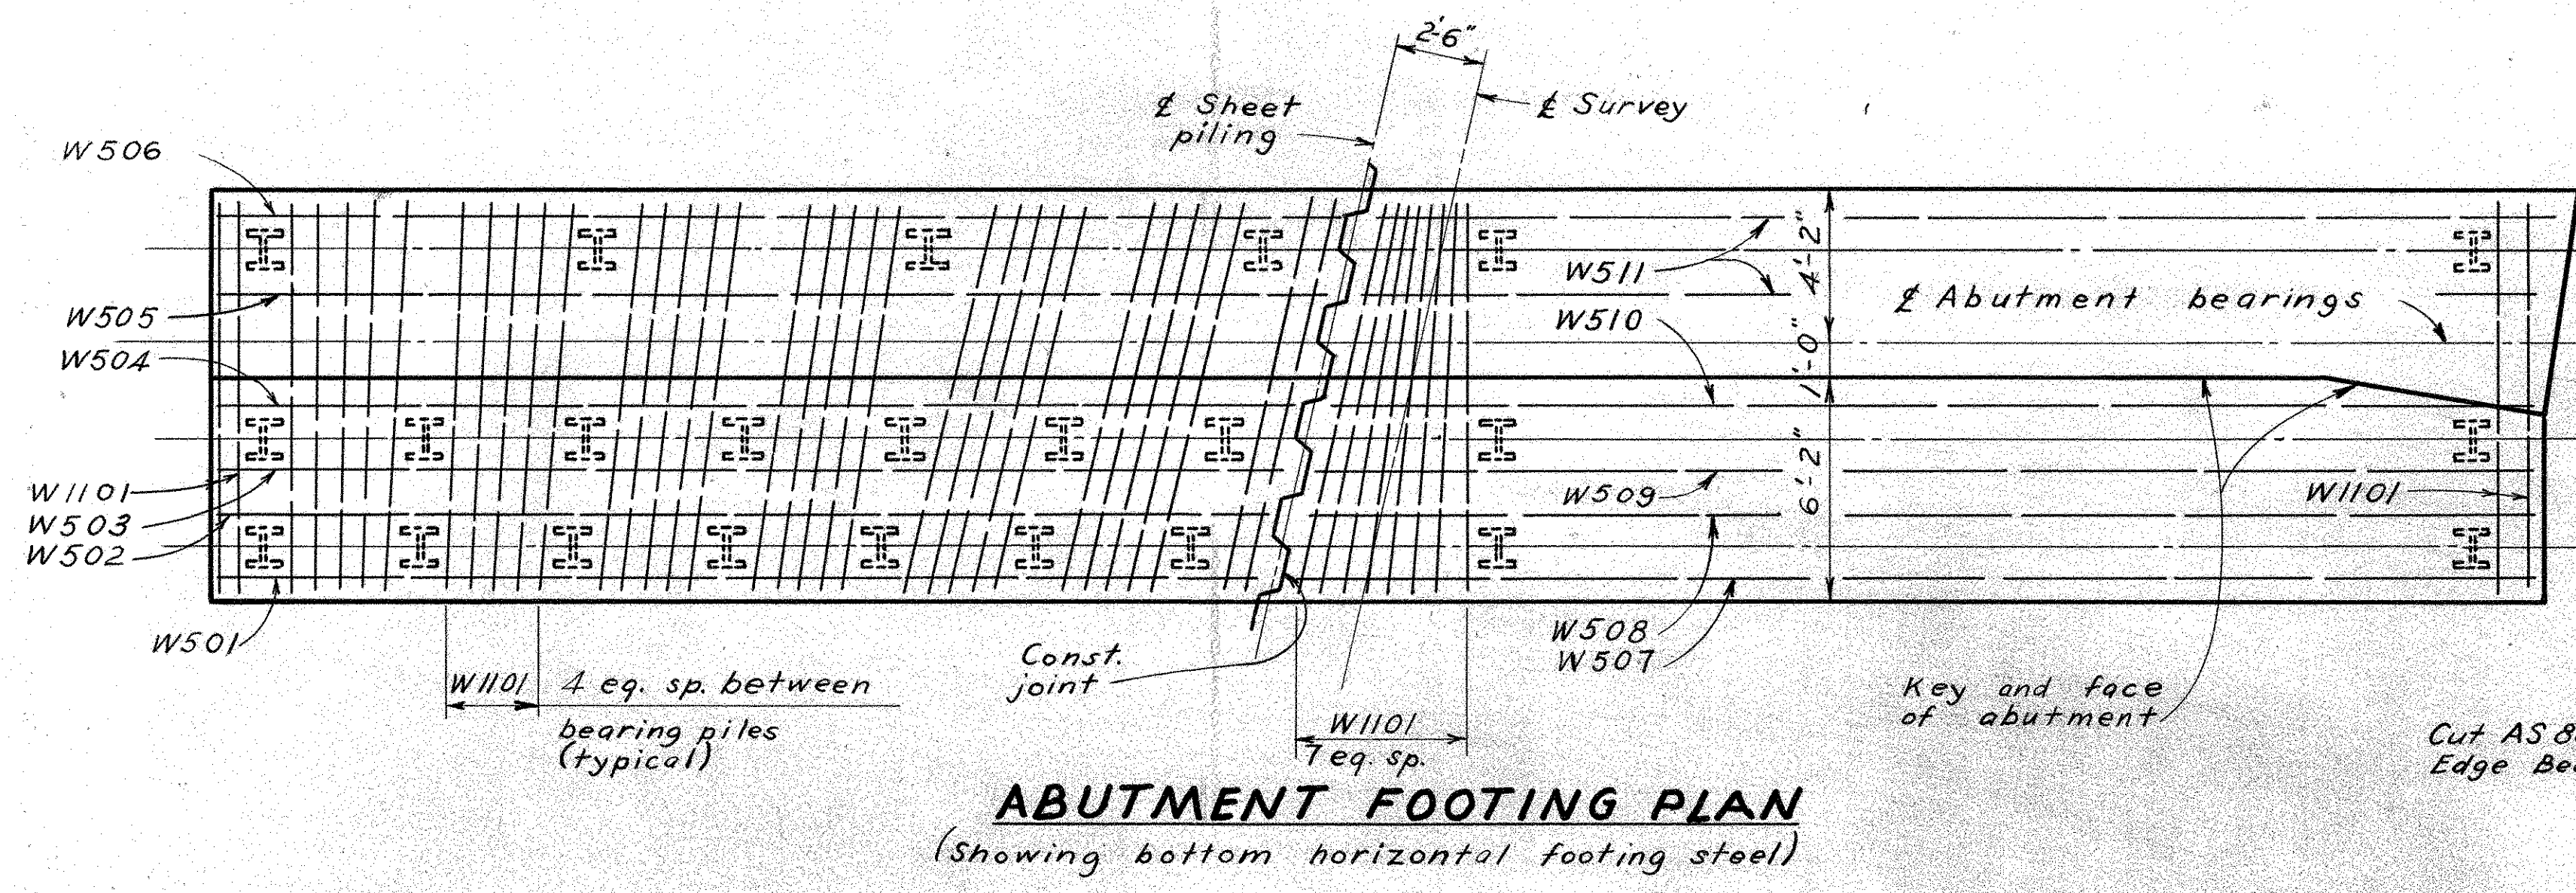 2'-6"
℄ Sheet
piling
℄ Survey
W506
W505
W504
W1101
W503
W502
W501
W511
W510
W509
W508
W507
4'-2"
1'-0"
6'-2"
℄ Abutment bearings
W1101
W1101
4 eq. sp. between
bearing piles
(typical)
Const.
joint
W1101
7 eq. sp.
Key and face
of abutment
Cut AS 8
Edge Be
ABUTMENT FOOTING PLAN
(Showing bottom horizontal footing steel)